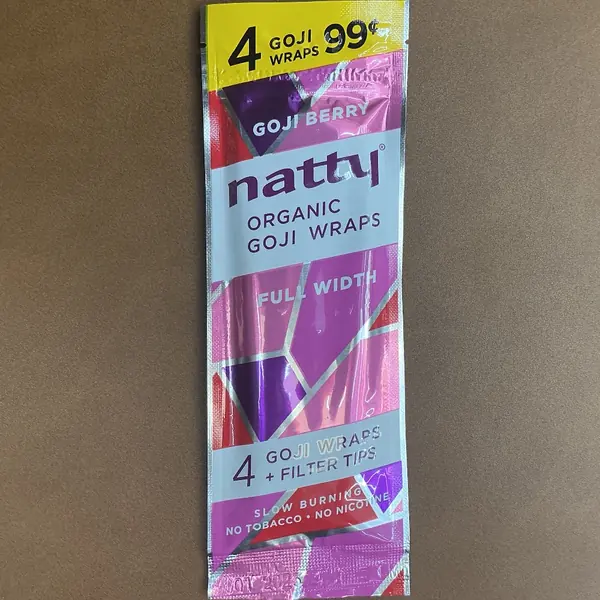 4 GOJI WRAPS 99¢
GOJI BERRY
natty®
ORGANIC
GOJI WRAPS
FULL WIDTH
4 GOJI WRAPS
+ FILTER TIPS
SLOW BURNING
NO TOBACCO • NO NICOTINE